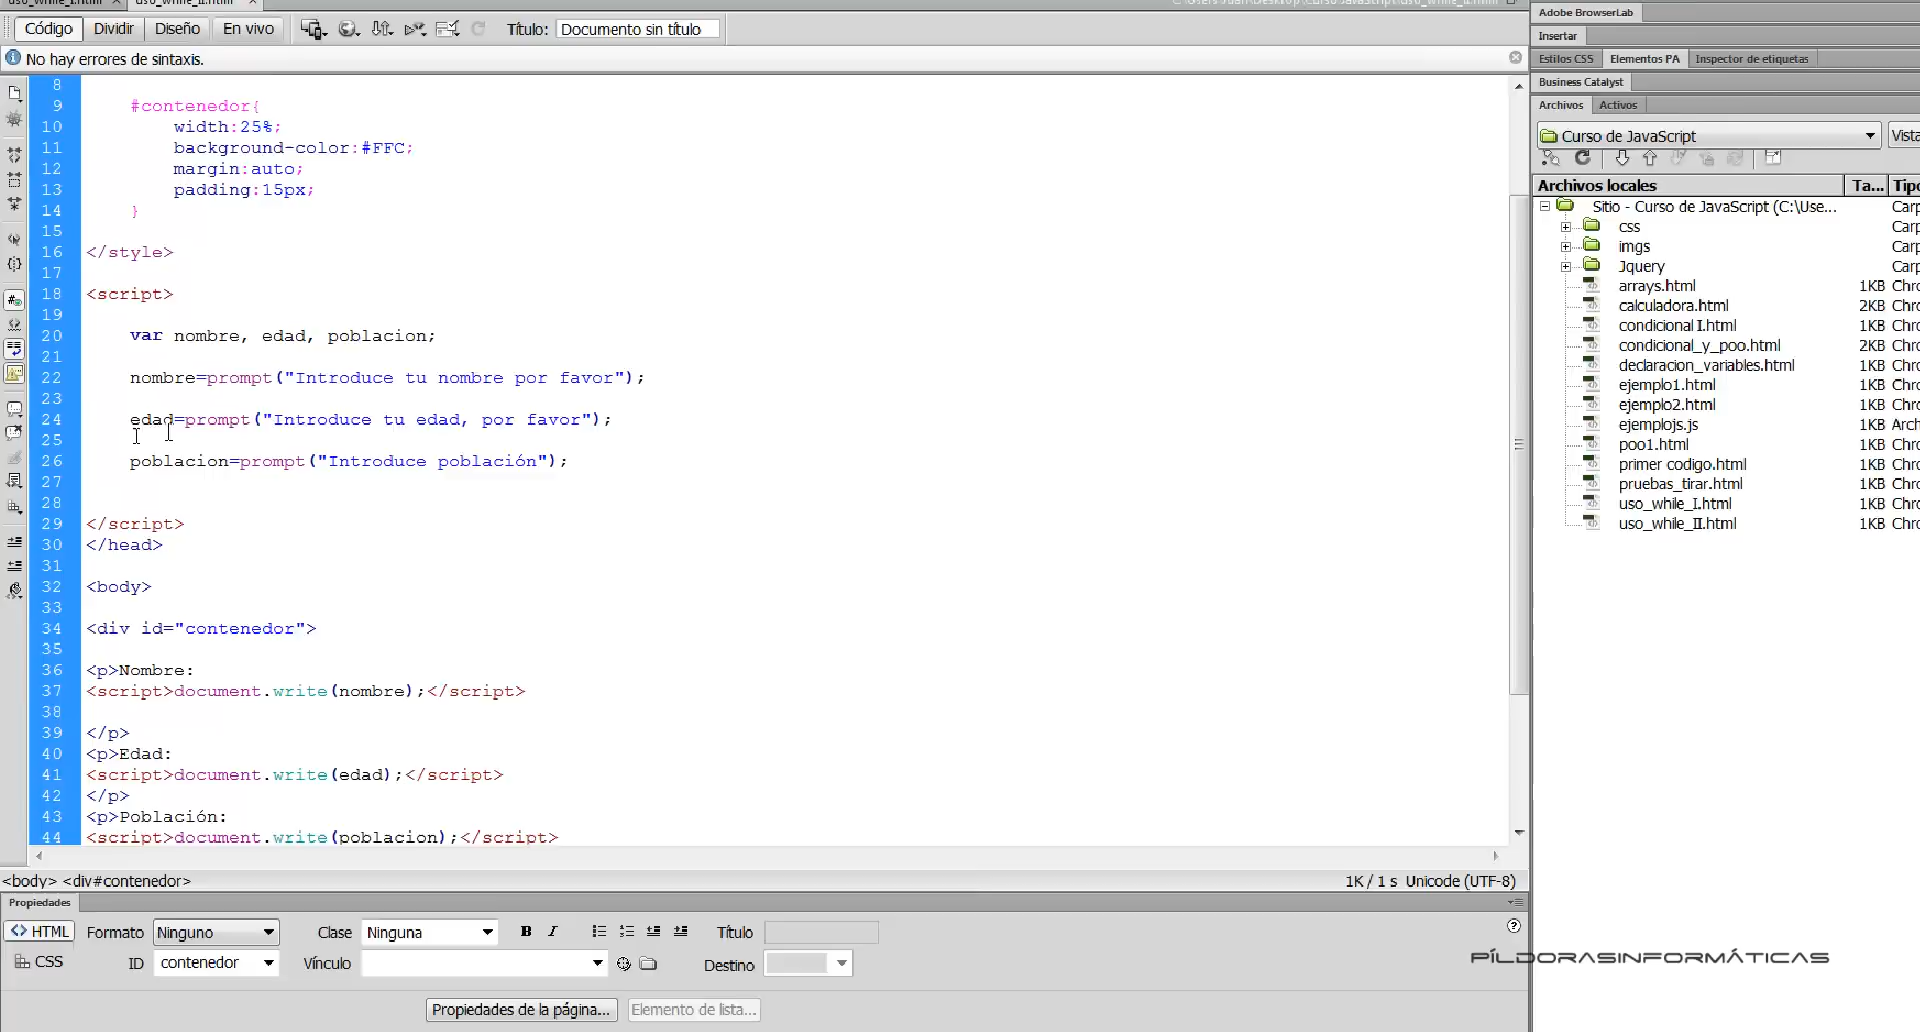 Código Dividir Diseño En vivo Título: Documento sin título
No hay errores de sintaxis.
8
9 #contenedor{
10 width:25%;
11 background-color:#FFC;
12 margin:auto;
13 padding:15px;
14 }
15
16 </style>
17
18 <script>
19
20 var nombre, edad, poblacion;
21
22 nombre=prompt("Introduce tu nombre por favor");
23
24 edad=prompt("Introduce tu edad, por favor");
25
26 poblacion=prompt("Introduce población");
27
28
29 </script>
30 </head>
31
32 <body>
33
34 <div id="contenedor">
35
36 <p>Nombre:
37 <script>document.write(nombre);</script>
38
39 </p>
40 <p>Edad:
41 <script>document.write(edad);</script>
42 </p>
43 <p>Población:
44 <script>document.write(poblacion);</script>
<body> <div#contenedor> 1K / 1 s Unicode (UTF-8)
Propiedades
<> HTML Formato Ninguno Clase Ninguna B I Título
CSS ID contenedor Vínculo Destino
Propiedades de la página... Elemento de lista...
Adobe BrowserLab
Insertar
Estilos CSS Elementos PA Inspector de etiquetas
Business Catalyst
Archivos Activos
Curso de JavaScript Vista
Archivos locales Ta... Tipo
Sitio - Curso de JavaScript (C:\Use... Carp
css Carp
imgs Carp
Jquery Carp
arrays.html 1KB Chro
calculadora.html 2KB Chro
condicional I.html 1KB Chro
condicional_y_poo.html 2KB Chro
declaracion_variables.html 1KB Chro
ejemplo1.html 1KB Chro
ejemplo2.html 1KB Chro
ejemplojs.js 1KB Arch
poo1.html 1KB Chro
primer codigo.html 1KB Chro
pruebas_tirar.html 1KB Chro
uso_while_I.html 1KB Chro
uso_while_II.html 1KB Chro
PÍLDORASINFORMÁTICAS